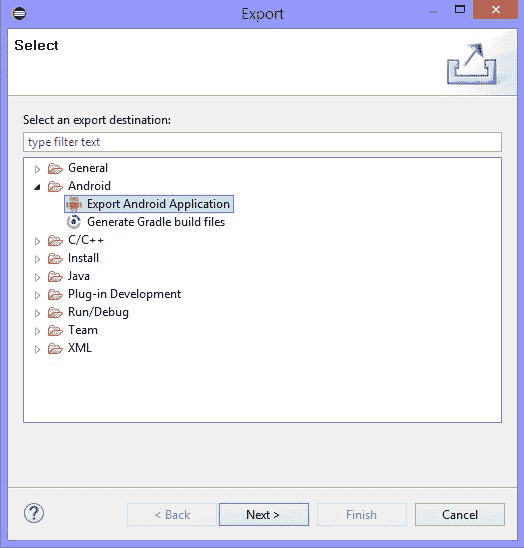 Export
Select
Select an export destination:
type filter text
General
Android
Export Android Application
Generate Gradle build files
C/C++
Install
Java
Plug-in Development
Run/Debug
Team
XML
< Back Next > Finish Cancel